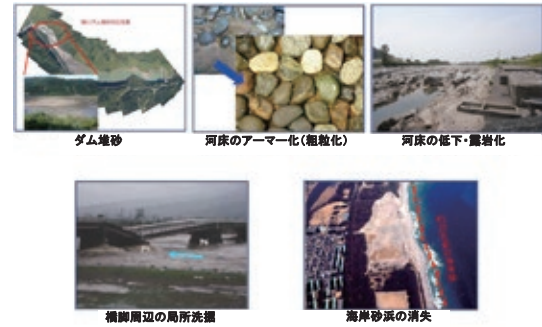 ダム堆砂
河床のアーマー化(粗粒化)
河床の低下・露岩化
橋脚周辺の局所洗掘
海岸砂浜の消失